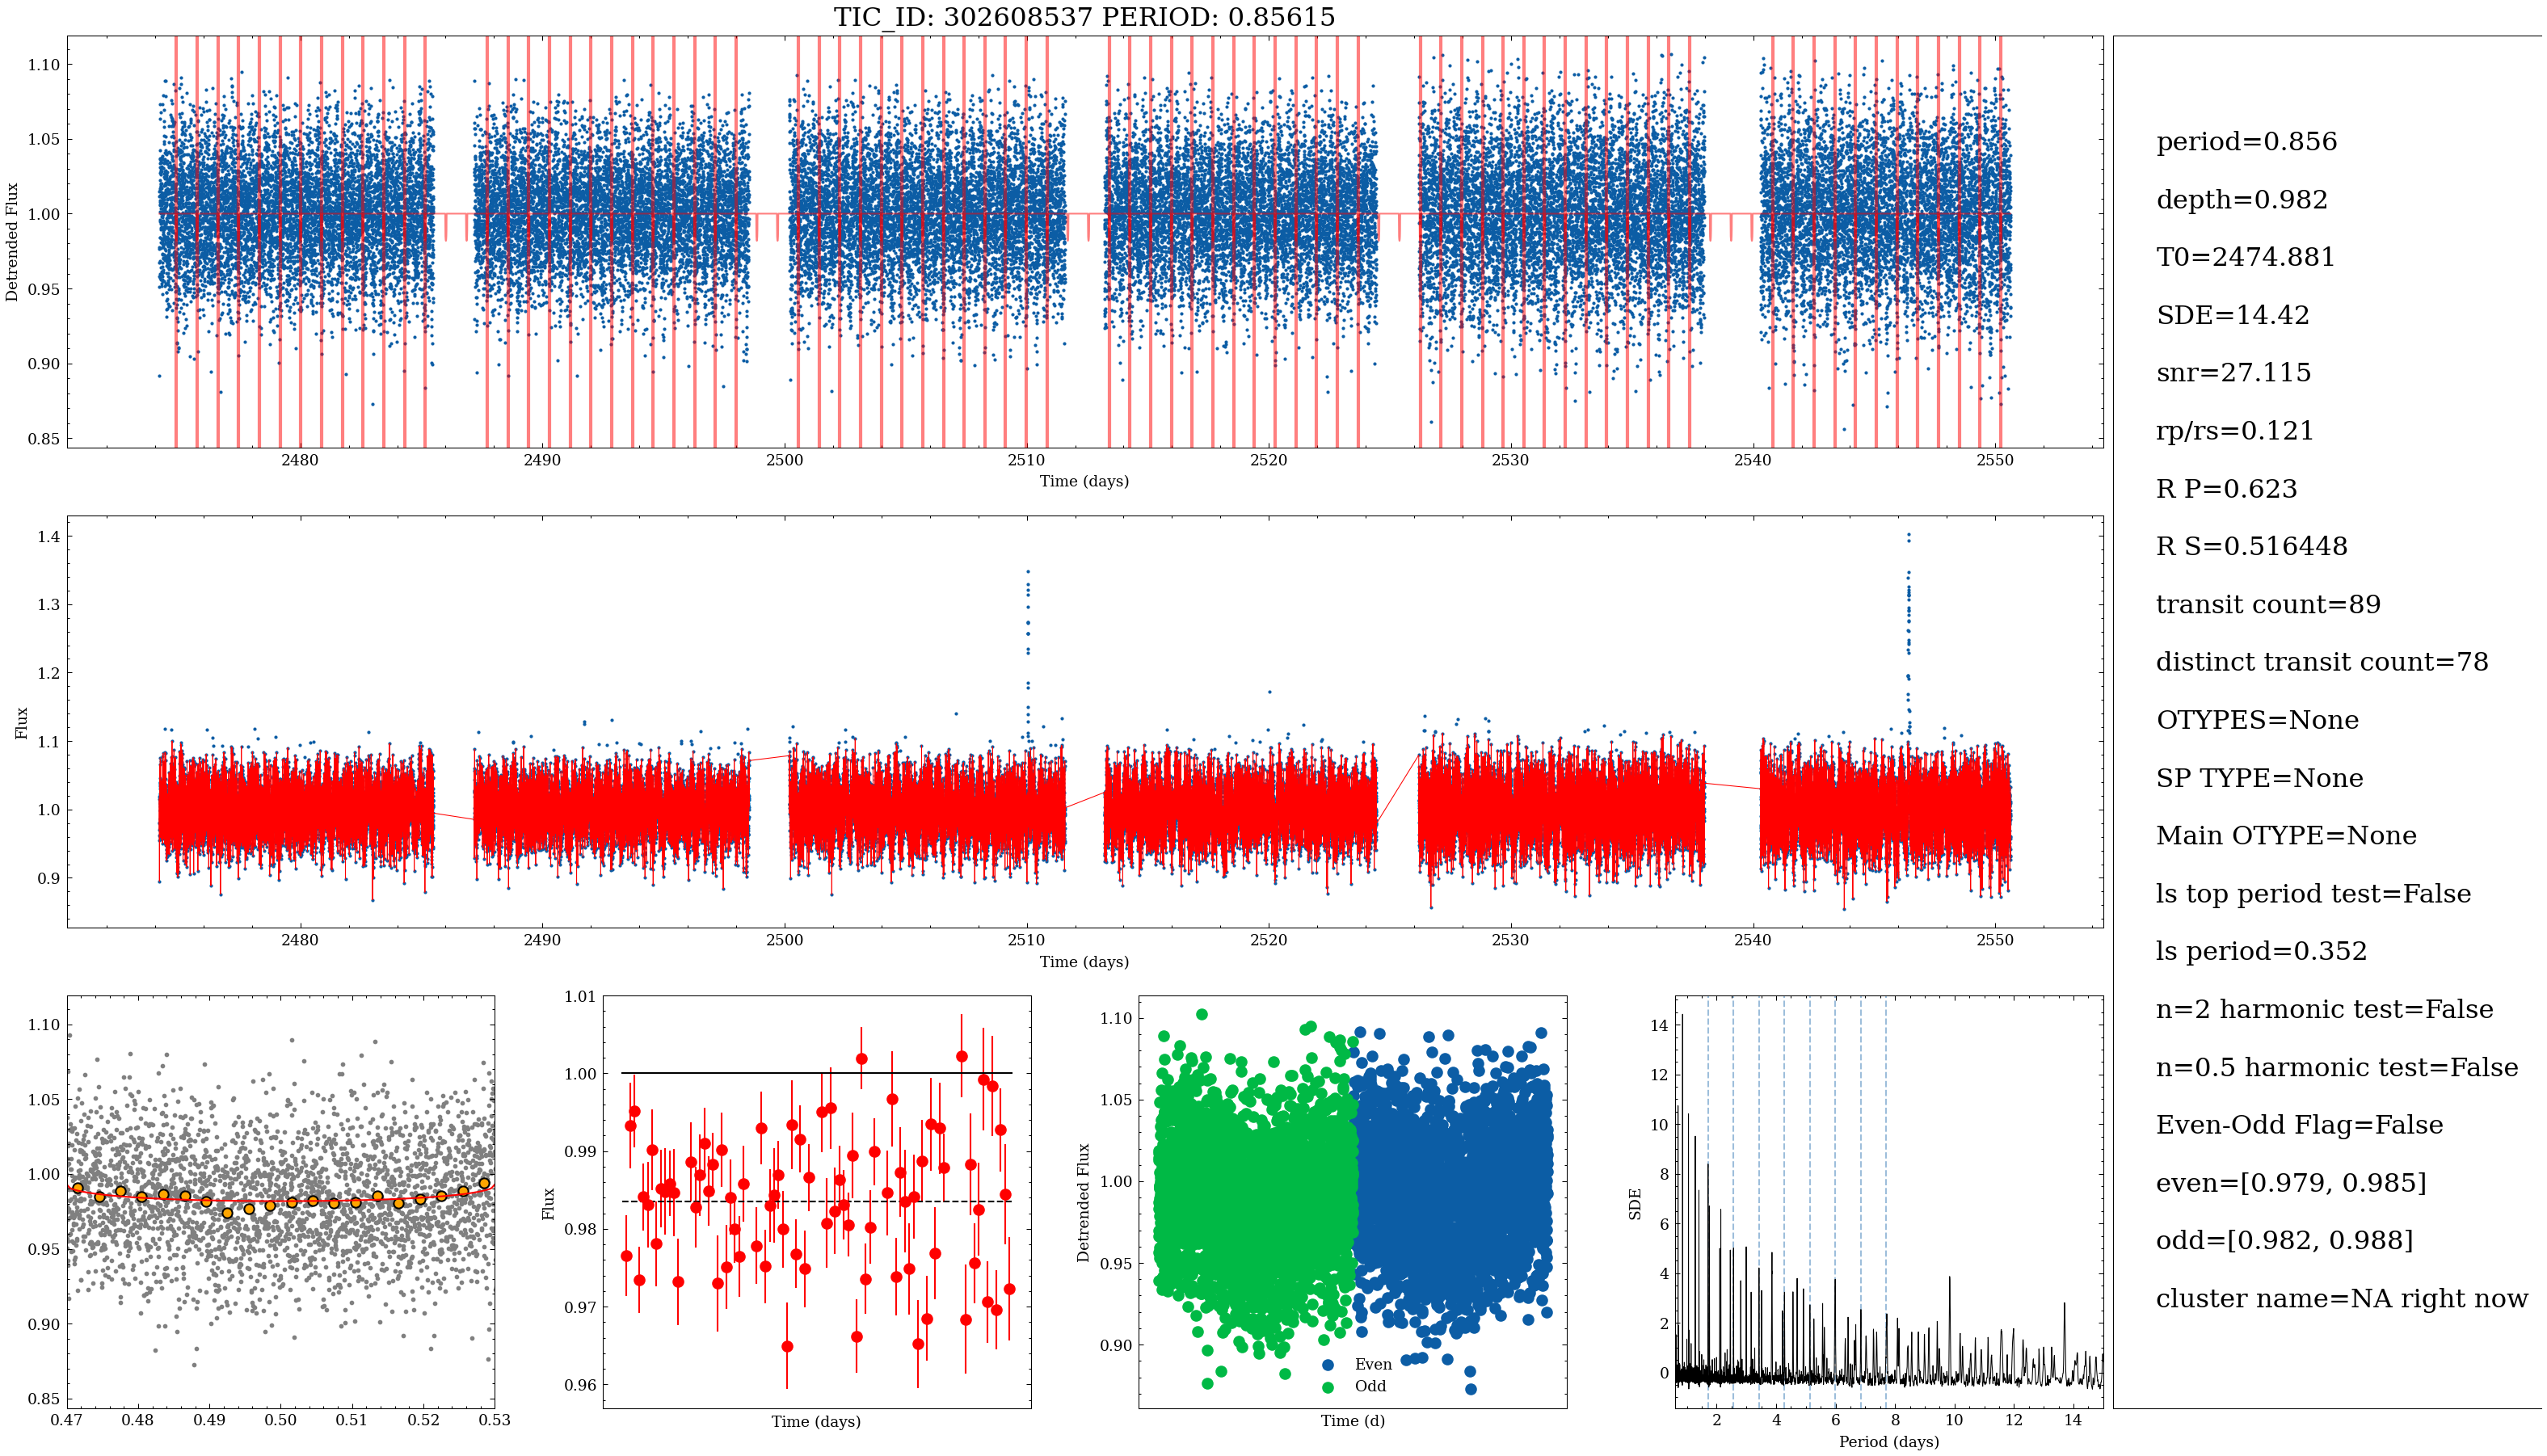 TIC_ID: 302608537 PERIOD: 0.85615
1.10
1.05
1.00
0.95
0.90
0.85
Detrended Flux
2480 2490 2500 2510 2520 2530 2540 2550
Time (days)
1.4
1.3
1.2
1.1
1.0
0.9
Flux
2480 2490 2500 2510 2520 2530 2540 2550
Time (days)
1.10
1.05
1.00
0.95
0.90
0.85
0.47 0.48 0.49 0.50 0.51 0.52 0.53
1.01
1.00
0.99
0.98
0.97
0.96
Flux
Time (days)
1.10
1.05
1.00
0.95
0.90
Detrended Flux
Even
Odd
Time (d)
14
12
10
8
6
4
2
0
SDE
2 4 6 8 10 12 14
Period (days)
period=0.856
depth=0.982
T0=2474.881
SDE=14.42
snr=27.115
rp/rs=0.121
R P=0.623
R S=0.516448
transit count=89
distinct transit count=78
OTYPES=None
SP TYPE=None
Main OTYPE=None
ls top period test=False
ls period=0.352
n=2 harmonic test=False
n=0.5 harmonic test=False
Even-Odd Flag=False
even=[0.979, 0.985]
odd=[0.982, 0.988]
cluster name=NA right now